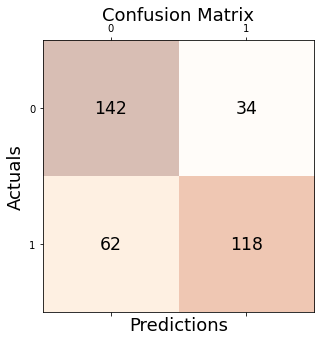 Confusion Matrix
0 1
0 142 34
Actuals
1 62 118
Predictions